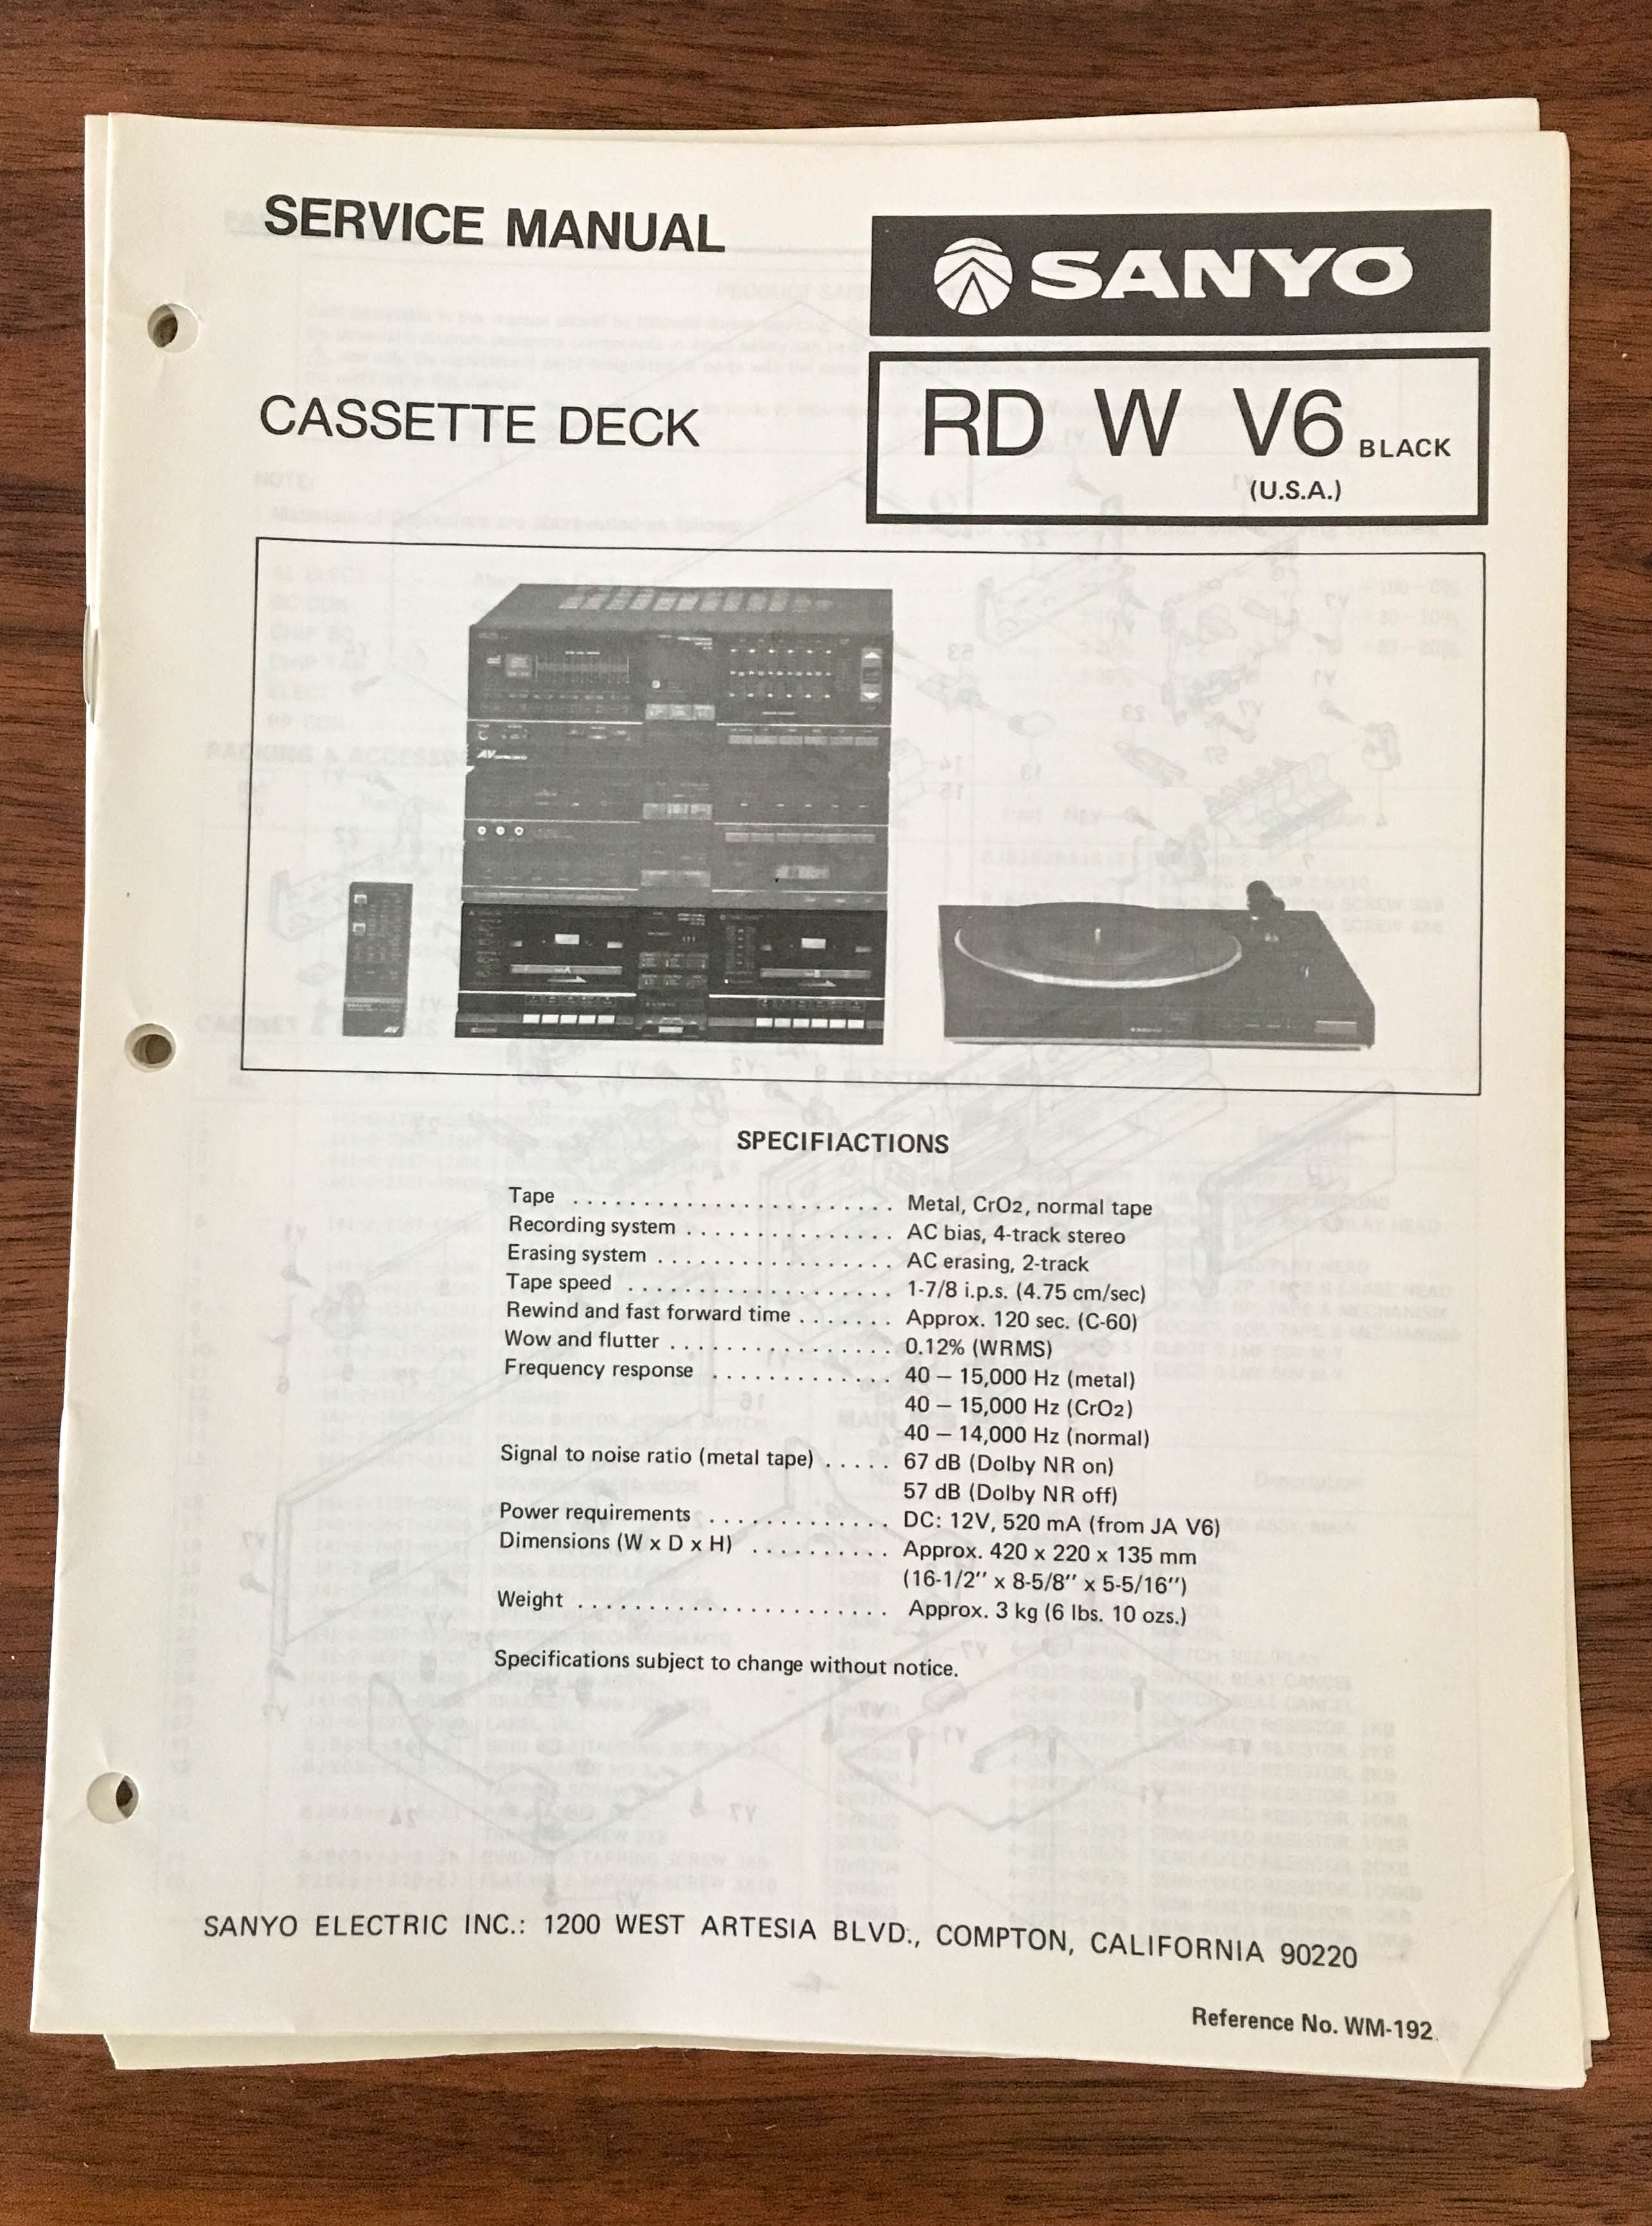 SERVICE MANUAL
SANYO
CASSETTE DECK
RD W V6 BLACK
(U.S.A.)
AV
AV
SPECIFIACTIONS
Tape . . . . . . . . . . . . . . . . . . . . . . . Metal, CrO2, normal tape
Recording system . . . . . . . . . . . . . . . AC bias, 4-track stereo
Erasing system . . . . . . . . . . . . . . . . . AC erasing, 2-track
Tape speed . . . . . . . . . . . . . . . . . . . 1-7/8 i.p.s. (4.75 cm/sec)
Rewind and fast forward time . . . . . . . Approx. 120 sec. (C-60)
Wow and flutter . . . . . . . . . . . . . . . . 0.12% (WRMS)
Frequency response . . . . . . . . . . . . . 40 – 15,000 Hz (metal)
40 – 15,000 Hz (CrO2)
40 – 14,000 Hz (normal)
Signal to noise ratio (metal tape) . . . . . 67 dB (Dolby NR on)
57 dB (Dolby NR off)
Power requirements . . . . . . . . . . . . . DC: 12V, 520 mA (from JA V6)
Dimensions (W x D x H) . . . . . . . . . . Approx. 420 x 220 x 135 mm
(16-1/2″ x 8-5/8″ x 5-5/16″)
Weight . . . . . . . . . . . . . . . . . . . . . . Approx. 3 kg (6 lbs. 10 ozs.)
Specifications subject to change without notice.
SANYO ELECTRIC INC.: 1200 WEST ARTESIA BLVD., COMPTON, CALIFORNIA 90220
Reference No. WM-192